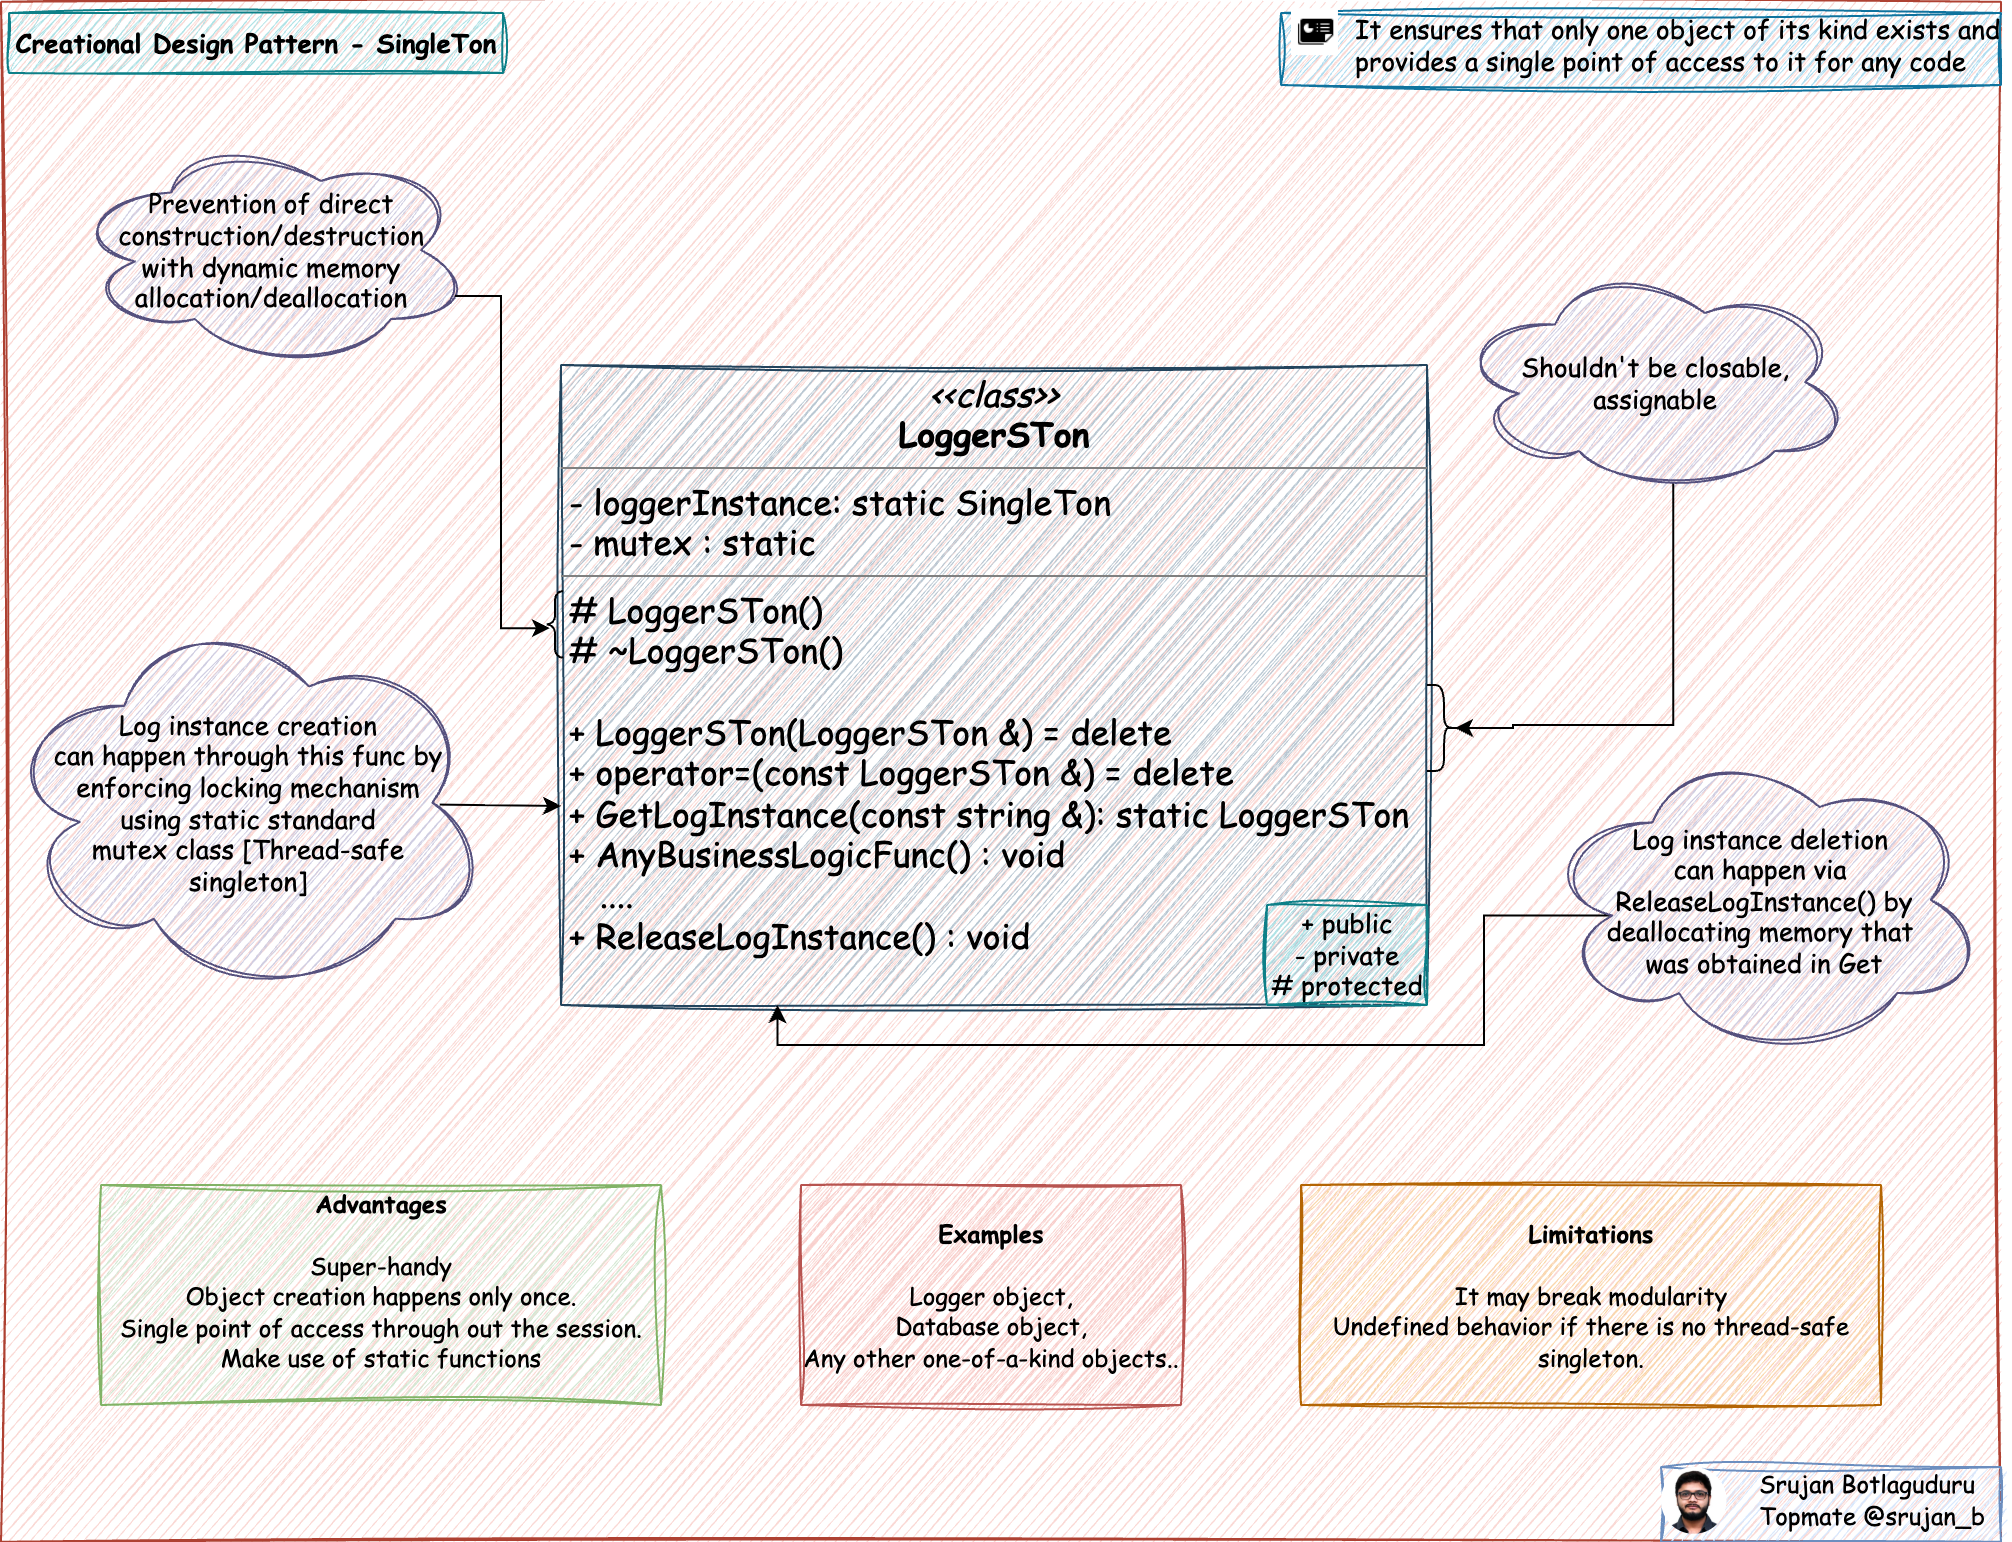 Creational Design Pattern - SingleTon
It ensures that only one object of its kind exists and
provides a single point of access to it for any code
Prevention of direct
construction/destruction
with dynamic memory
allocation/deallocation
Shouldn't be closable,
assignable
<<class>>
LoggerSTon
- loggerInstance: static SingleTon
- mutex : static
# LoggerSTon()
# ~LoggerSTon()
+ LoggerSTon(LoggerSTon &) = delete
+ operator=(const LoggerSTon &) = delete
+ GetLogInstance(const string &): static LoggerSTon
+ AnyBusinessLogicFunc() : void
....
+ ReleaseLogInstance() : void
+ public
- private
# protected
Log instance creation
can happen through this func by
enforcing locking mechanism
using static standard
mutex class [Thread-safe
singleton]
Log instance deletion
can happen via
ReleaseLogInstance() by
deallocating memory that
was obtained in Get
Advantages
Super-handy
Object creation happens only once.
Single point of access through out the session.
Make use of static functions
Examples
Logger object,
Database object,
Any other one-of-a-kind objects..
Limitations
It may break modularity
Undefined behavior if there is no thread-safe
singleton.
Srujan Botlaguduru
Topmate @srujan_b